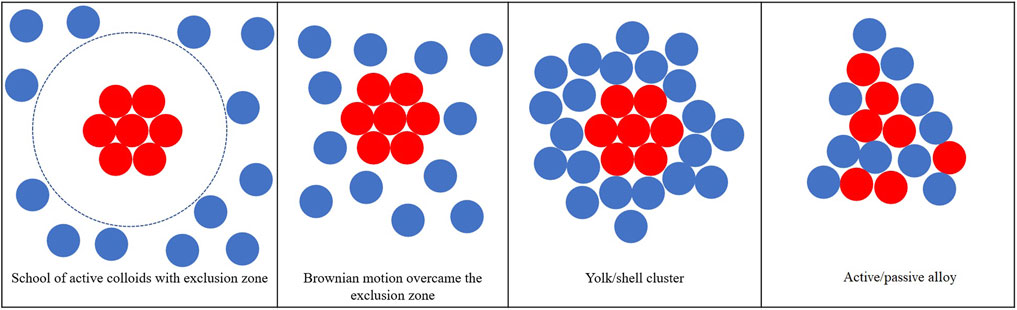 School of active colloids with exclusion zone
Brownian motion overcame the
exclusion zone
Yolk/shell cluster
Active/passive alloy